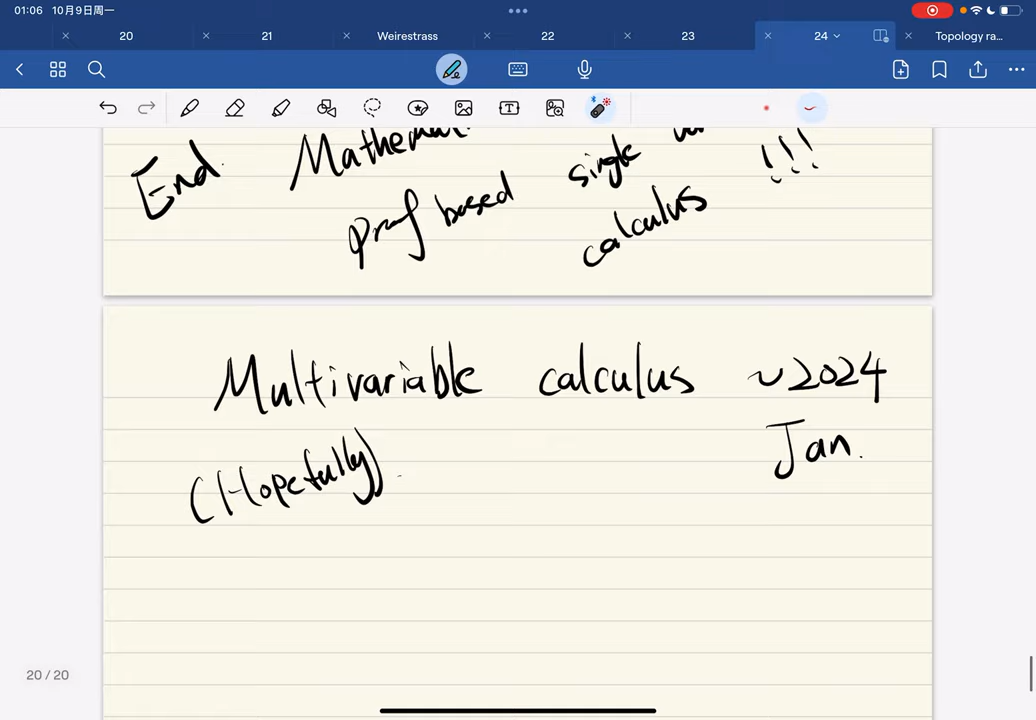 01:06 10月9日周一
20 21 Weirestrass 22 23 24 Topology ra...
T
End Mathema
proof based single
calculus !!!
Multivariable calculus ~2024
Jan.
(Hopefully).
20 / 20